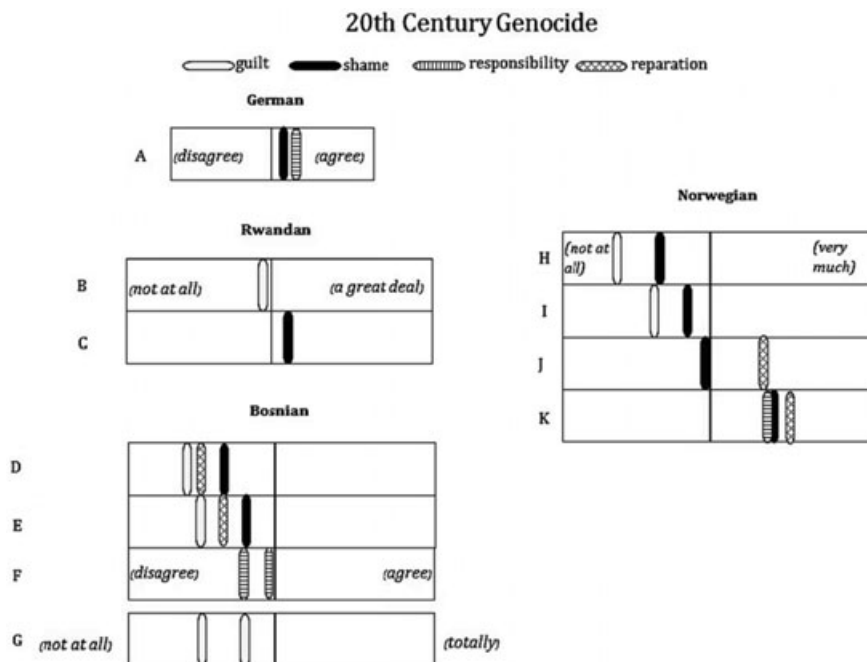 20th Century Genocide
guilt shame responsibility reparation
German
A (disagree) (agree)
Rwandan
B (not at all) (a great deal)
C
Bosnian
D
E
F (disagree) (agree)
G (not at all) (totally)
Norwegian
H (not at
all) (very
much)
I
J
K